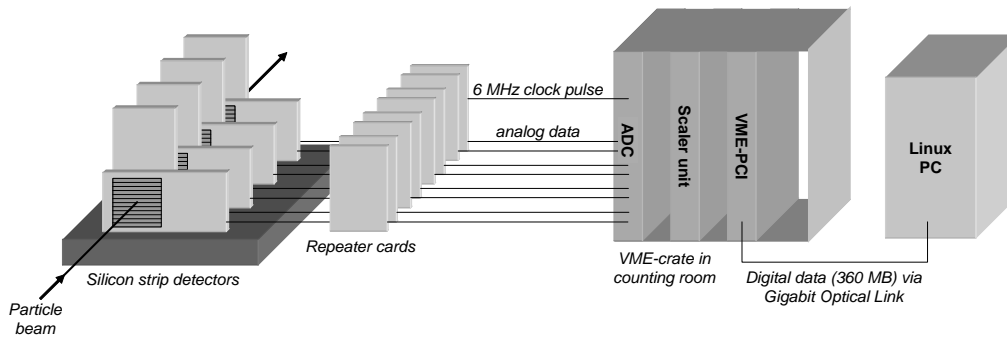 6 MHz clock pulse
analog data
ADC
Scaler unit
VME-PCI
Linux
PC
Repeater cards
Silicon strip detectors
VME-crate in
counting room
Digital data (360 MB) via
Gigabit Optical Link
Particle
beam